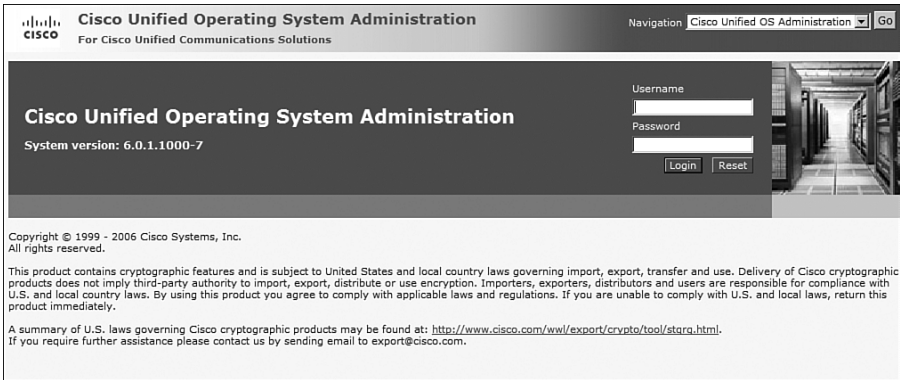 CISCO
Cisco Unified Operating System Administration
For Cisco Unified Communications Solutions
Navigation Cisco Unified OS Administration Go
Cisco Unified Operating System Administration
System version: 6.0.1.1000-7
Username
Password
Login Reset
Copyright © 1999 - 2006 Cisco Systems, Inc.
All rights reserved.
This product contains cryptographic features and is subject to United States and local country laws governing import, export, transfer and use. Delivery of Cisco cryptographic
products does not imply third-party authority to import, export, distribute or use encryption. Importers, exporters, distributors and users are responsible for compliance with
U.S. and local country laws. By using this product you agree to comply with applicable laws and regulations. If you are unable to comply with U.S. and local laws, return this
product immediately.
A summary of U.S. laws governing Cisco cryptographic products may be found at: http://www.cisco.com/wwl/export/crypto/tool/stqrg.html.
If you require further assistance please contact us by sending email to export@cisco.com.